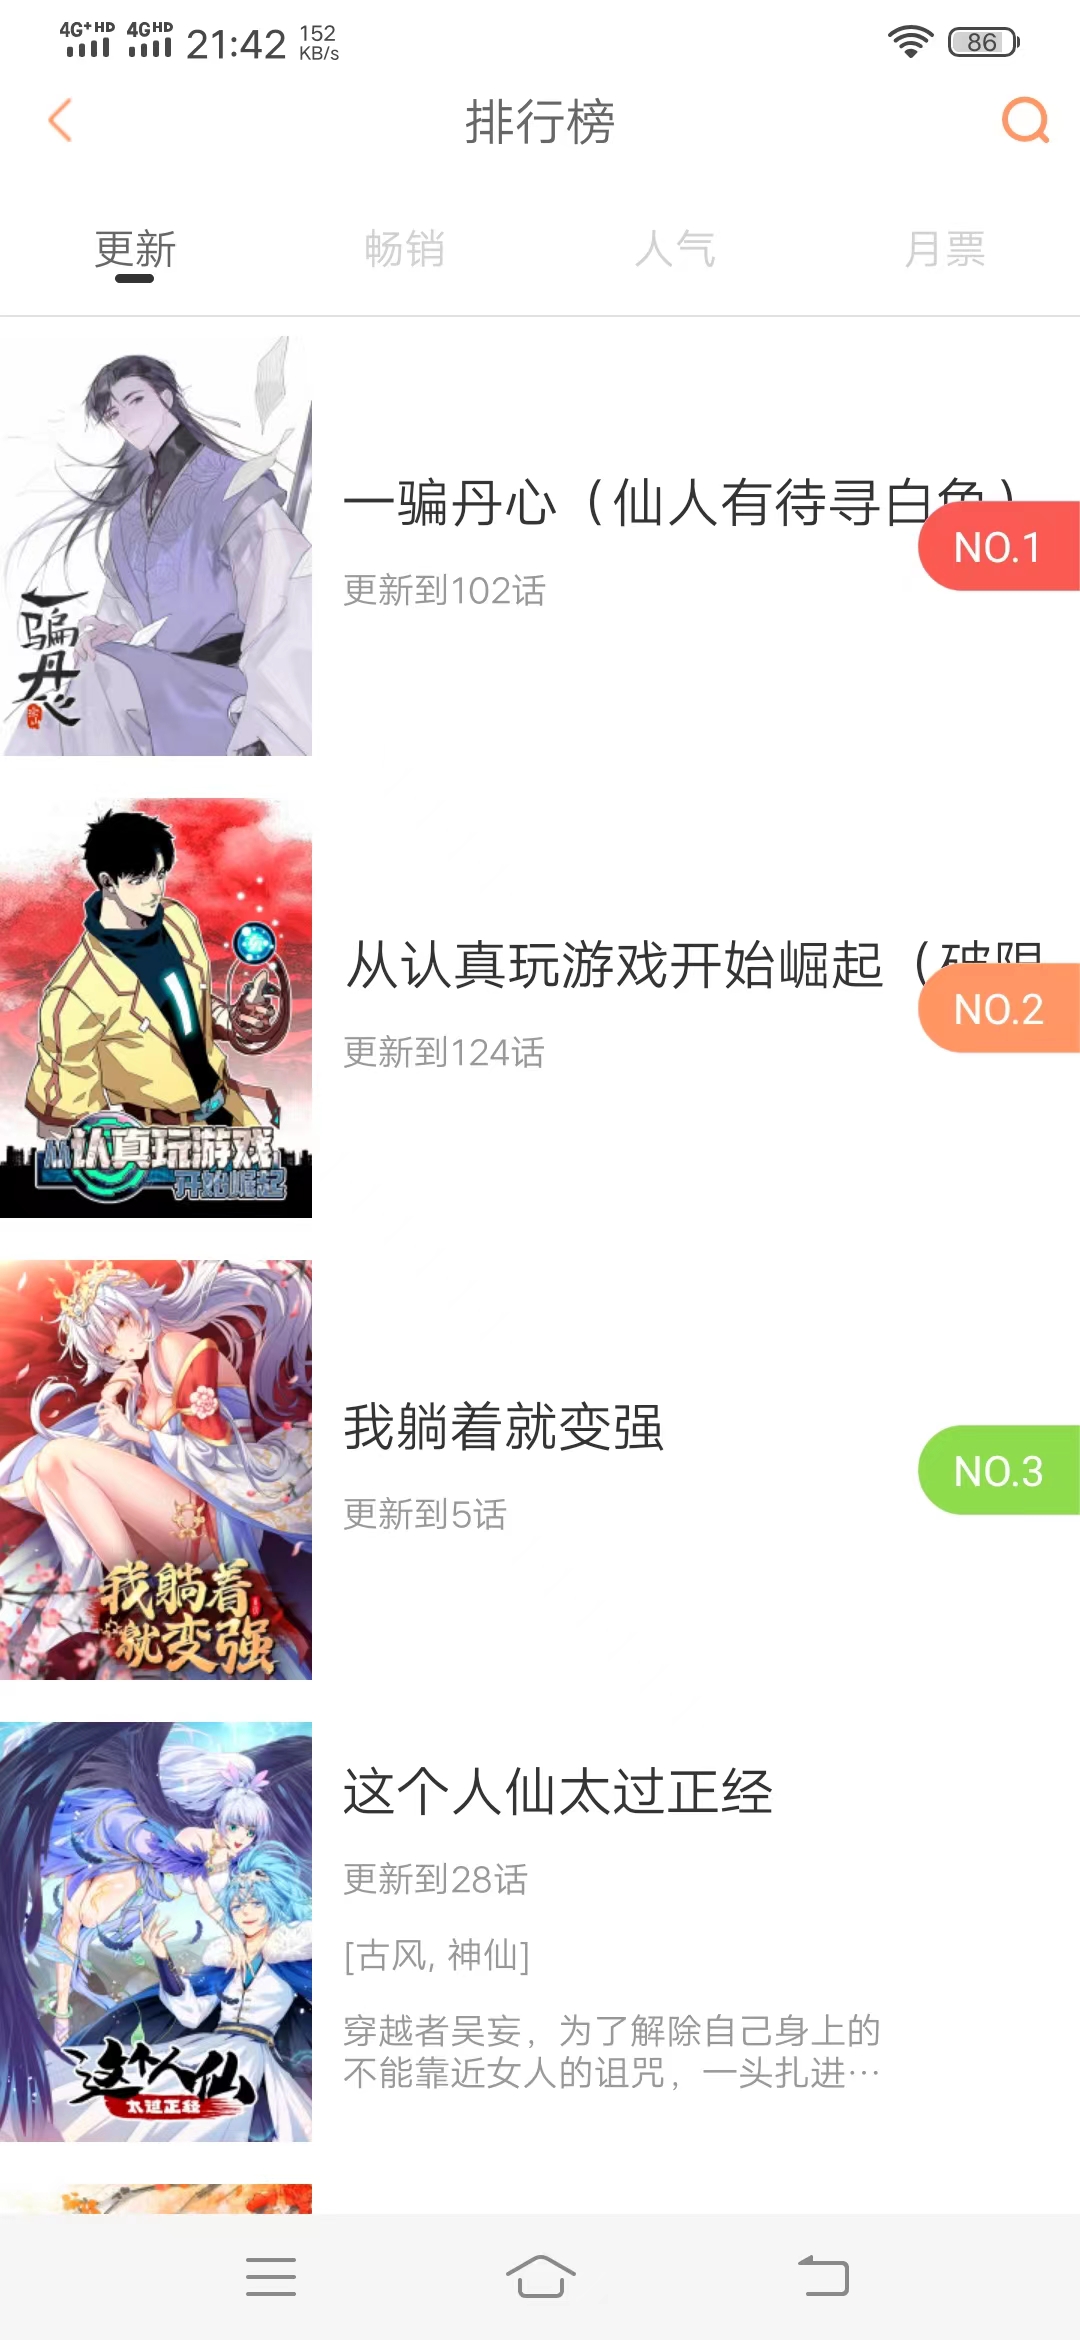 4G+HD 4GHD 21:42 152 KB/s 86
排行榜
更新 畅销 人气 月票
一骗丹心（仙人有待寻白色）
NO.1
更新到102话
一骗丹心
从认真玩游戏开始崛起（破阴
NO.2
更新到124话
从认真玩游戏
开始崛起
我躺着就变强
NO.3
更新到5话
我躺着
就变强
这个人仙太过正经
更新到28话
[古风, 神仙]
穿越者吴妄，为了解除自己身上的
不能靠近女人的诅咒，一头扎进…
这个人仙
太过正经